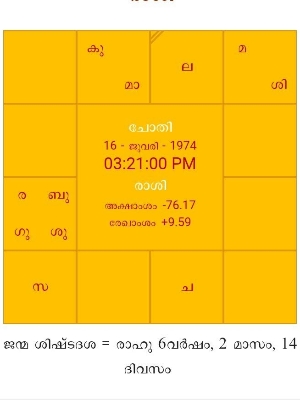 കു
ല
മ
മാ
ശി
ചോതി
16 - ജുവരി - 1974
03:21:00 PM
രാശി
അക്ഷാംശം -76.17
രേഖാംശം +9.59
ര ബു
ഗു ശു
സ
ച
ജന്മ ശിഷ്ടദശ = രാഹു 6വർഷം, 2 മാസം, 14
ദിവസം